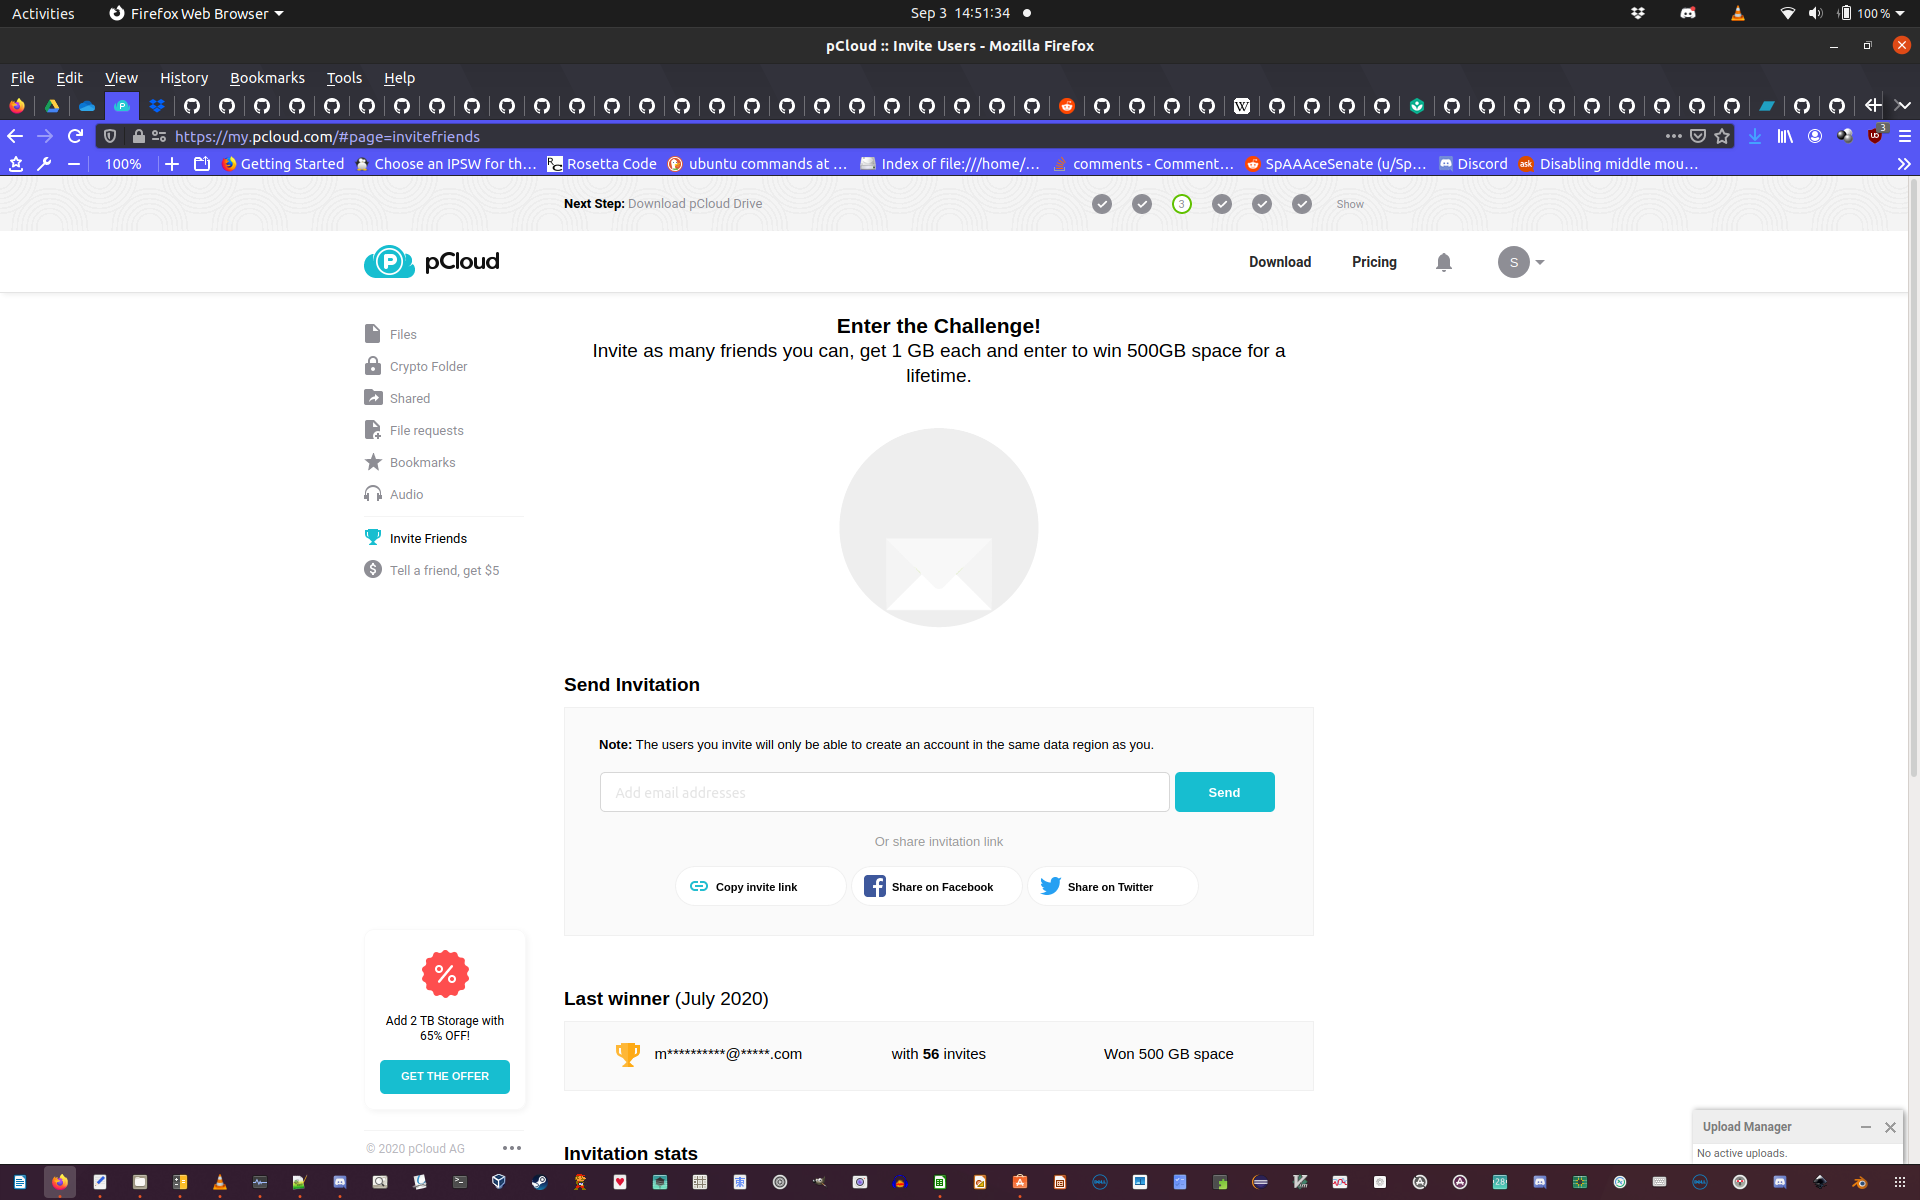 Activities
Firefox Web Browser
Sep 3 14:51:34
100 %
pCloud :: Invite Users - Mozilla Firefox
File Edit View History Bookmarks Tools Help
https://my.pcloud.com/#page=invitefriends
3
100%
Getting Started
Choose an IPSW for th…
Rosetta Code
ubuntu commands at …
Index of file:///home/…
comments - Comment…
SpAAAceSenate (u/Sp…
Discord
Disabling middle mou…
Next Step: Download pCloud Drive
3
Show
pCloud
Download
Pricing
S
Files
Crypto Folder
Shared
File requests
Bookmarks
Audio
Invite Friends
Tell a friend, get $5
Enter the Challenge!
Invite as many friends you can, get 1 GB each and enter to win 500GB space for a
lifetime.
Send Invitation
Note: The users you invite will only be able to create an account in the same data region as you.
Add email addresses
Send
Or share invitation link
Copy invite link
Share on Facebook
Share on Twitter
Add 2 TB Storage with
65% OFF!
GET THE OFFER
© 2020 pCloud AG
Last winner (July 2020)
m**********@*****.com
with 56 invites
Won 500 GB space
Invitation stats
Upload Manager
No active uploads.